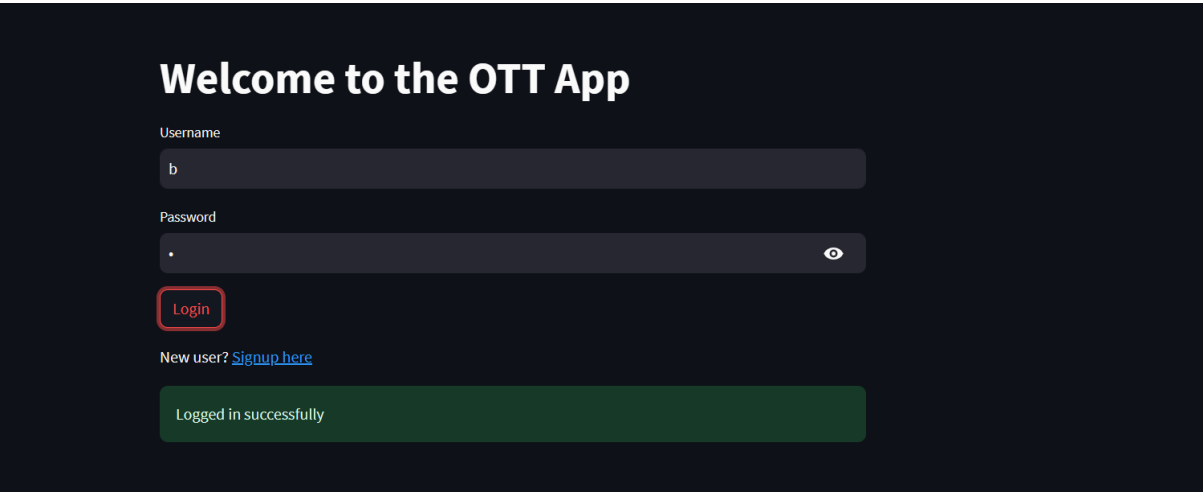 Welcome to the OTT App
Username
b
Password
•
Login
New user? Signup here
Logged in successfully